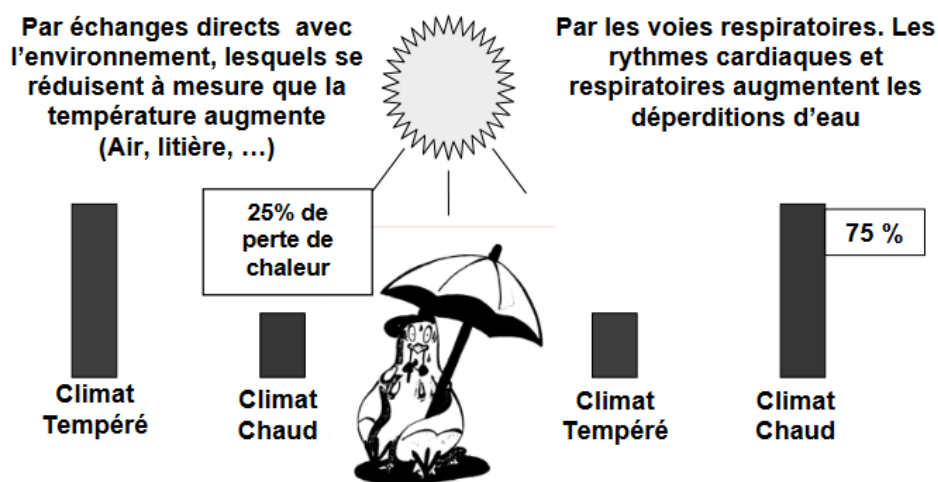 Par échanges directs avec
l'environnement, lesquels se
réduisent à mesure que la
température augmente
(Air, litière, ...)
Par les voies respiratoires. Les
rythmes cardiaques et
respiratoires augmentent les
déperditions d'eau
25% de
perte de
chaleur
75 %
Climat
Tempéré
Climat
Chaud
Climat
Tempéré
Climat
Chaud